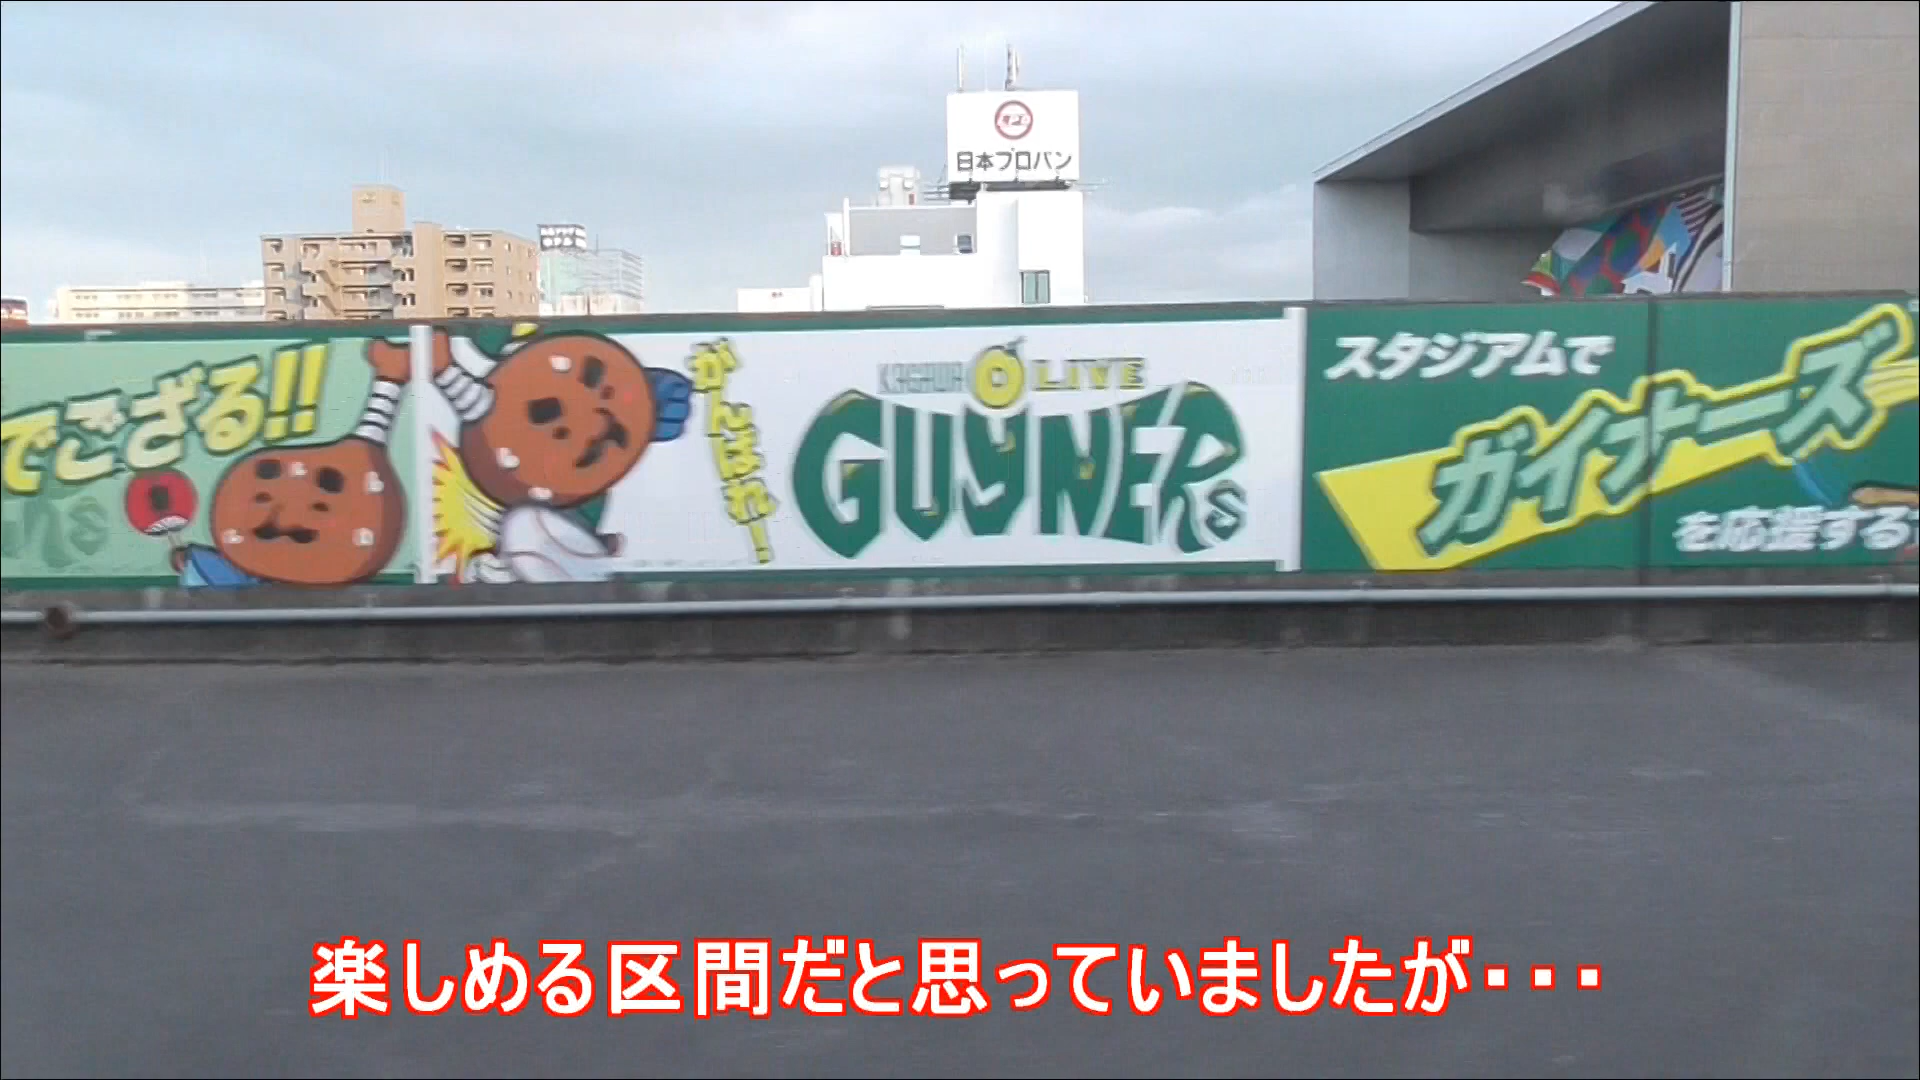 日本プロパン
でござる!!
がんばれー!
KAGAWA OLIVE
GUYNERS
スタジアムで
ガイナーズ
を応援する
楽しめる区間だと思っていましたが・・・